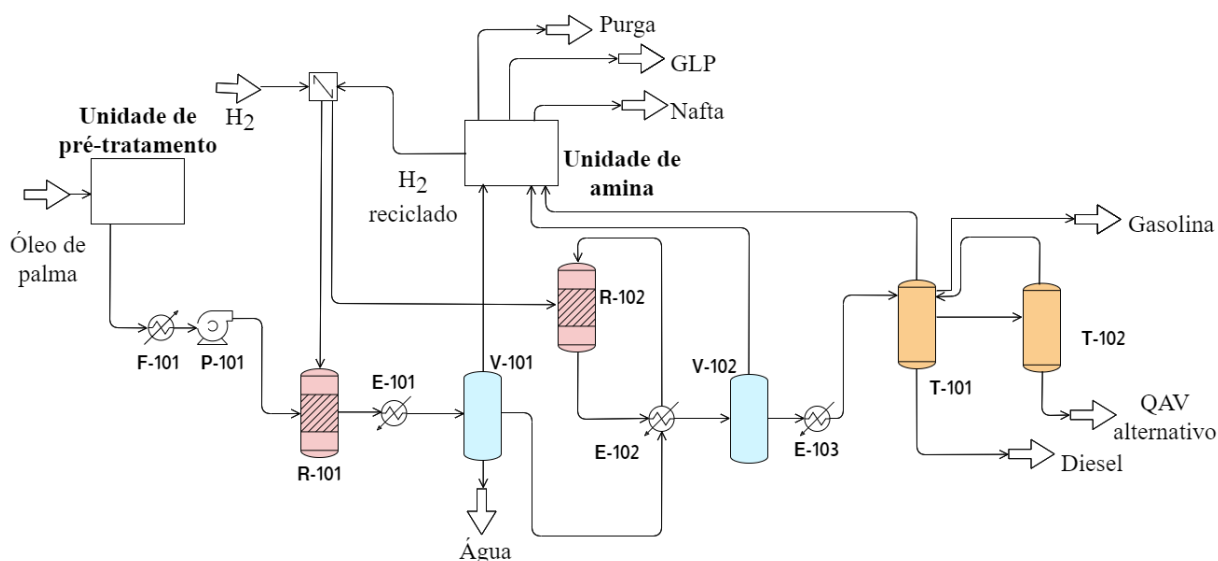 Purga
GLP
Nafta
H2
Unidade de
pré-tratamento
Unidade de
amina
H2
reciclado
Óleo de
palma
Gasolina
R-102
F-101
P-101
E-101
V-101
V-102
T-102
T-101
E-102
E-103
R-101
QAV
alternativo
Diesel
Água